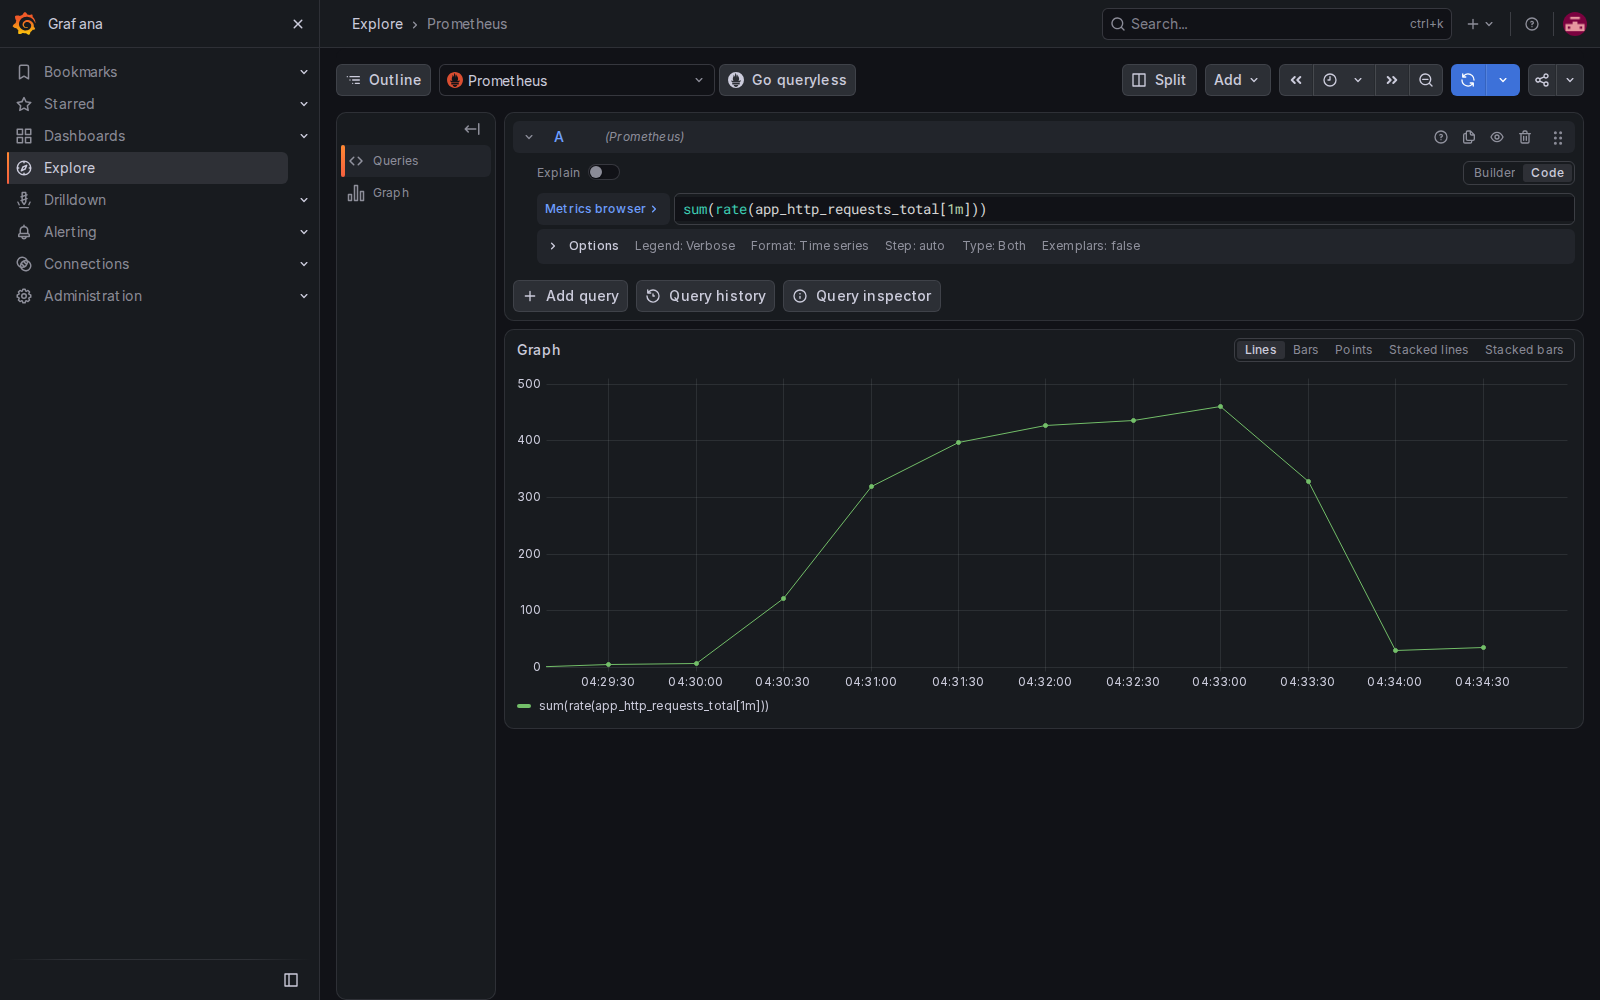 Grafana
Explore › Prometheus
Search...
ctrl+k
Bookmarks
Starred
Dashboards
Explore
Drilldown
Alerting
Connections
Administration
Outline
Prometheus
Go queryless
Split
Add
Queries
Graph
A
(Prometheus)
Explain
Builder
Code
Metrics browser
sum(rate(app_http_requests_total[1m]))
Options Legend: Verbose Format: Time series Step: auto Type: Both Exemplars: false
Add query
Query history
Query inspector
Graph
Lines Bars Points Stacked lines Stacked bars
500
400
300
200
100
0
04:29:30 04:30:00 04:30:30 04:31:00 04:31:30 04:32:00 04:32:30 04:33:00 04:33:30 04:34:00 04:34:30
sum(rate(app_http_requests_total[1m]))